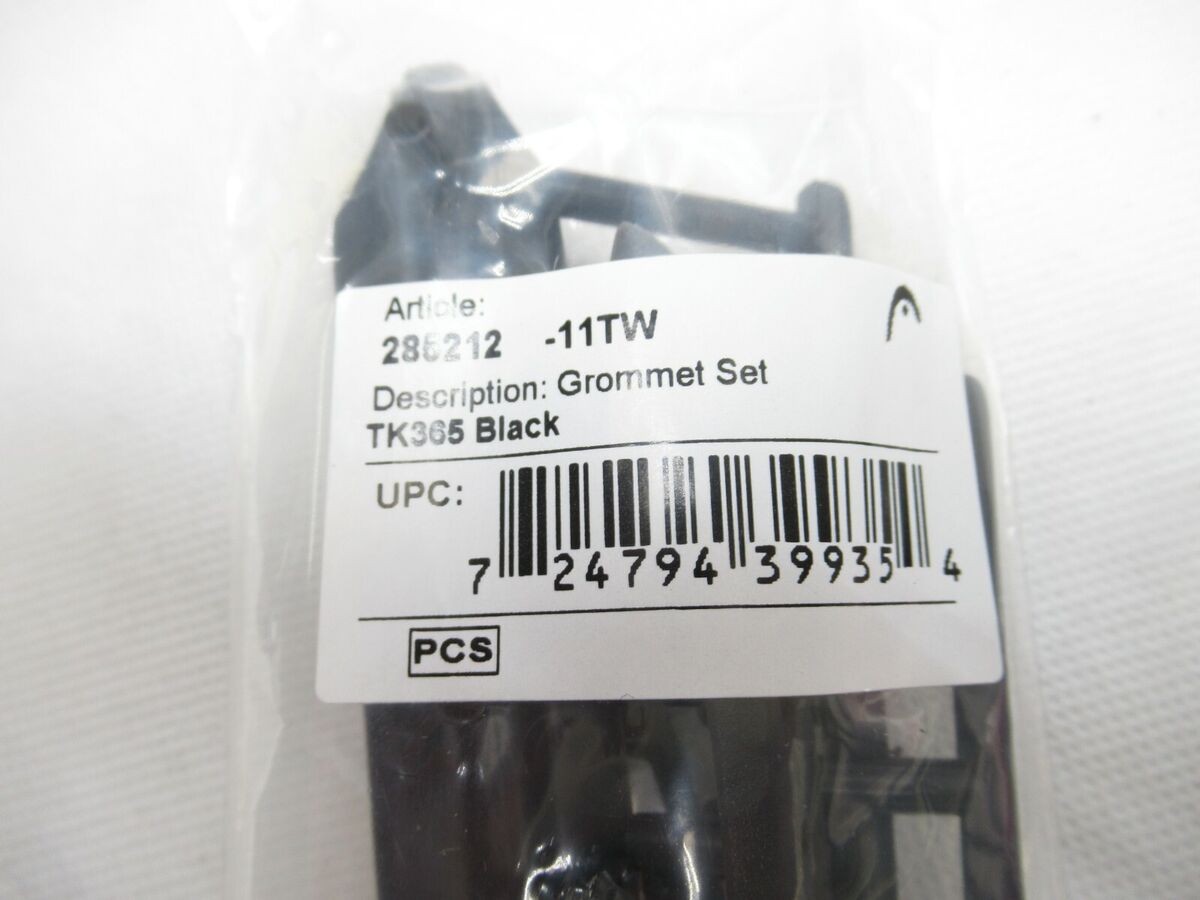 Article:
285212 -11TW
Description: Grommet Set
TK365 Black
UPC:
7 24794 39935 4
PCS